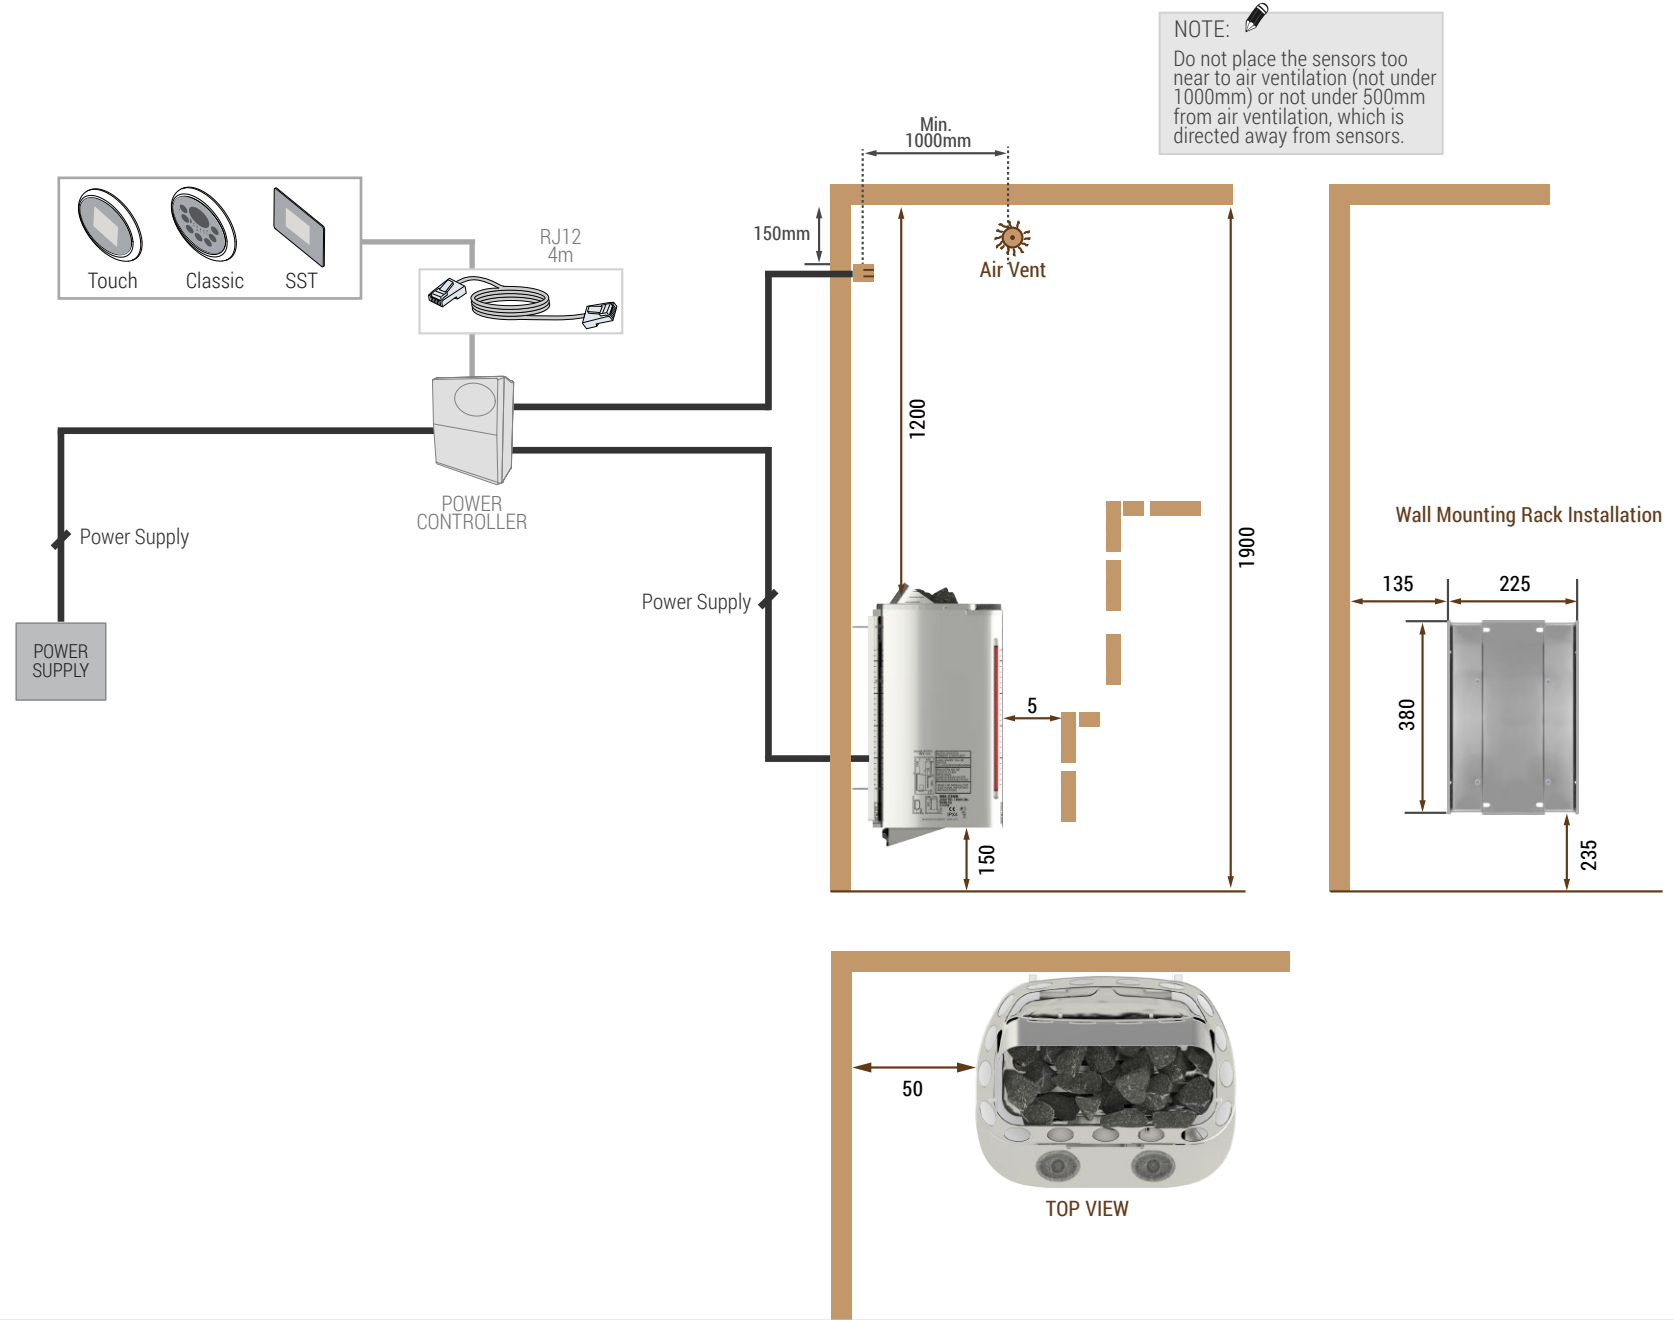 NOTE:
Do not place the sensors too
near to air ventilation (not under
1000mm) or not under 500mm
from air ventilation, which is
directed away from sensors.
Min.
1000mm
150mm
Air Vent
Touch
Classic
SST
RJ12
4m
POWER
CONTROLLER
Power Supply
Power Supply
POWER
SUPPLY
1200
1900
5
150
IPX4
Wall Mounting Rack Installation
135
225
380
235
50
TOP VIEW